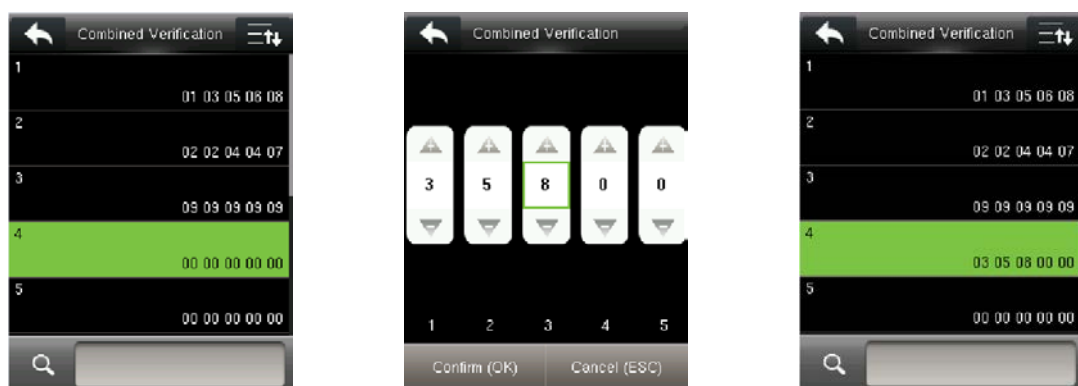 Combined Verification
1
01 03 05 06 08
2
02 02 04 04 07
3
09 09 09 09 09
4
00 00 00 00 00
5
00 00 00 00 00
Combined Verification
3 5 8 0 0
1 2 3 4 5
Confirm (OK) Cancel (ESC)
Combined Verification
1
01 03 05 06 08
2
02 02 04 04 07
3
09 09 09 09 09
4
03 05 08 00 00
5
00 00 00 00 00